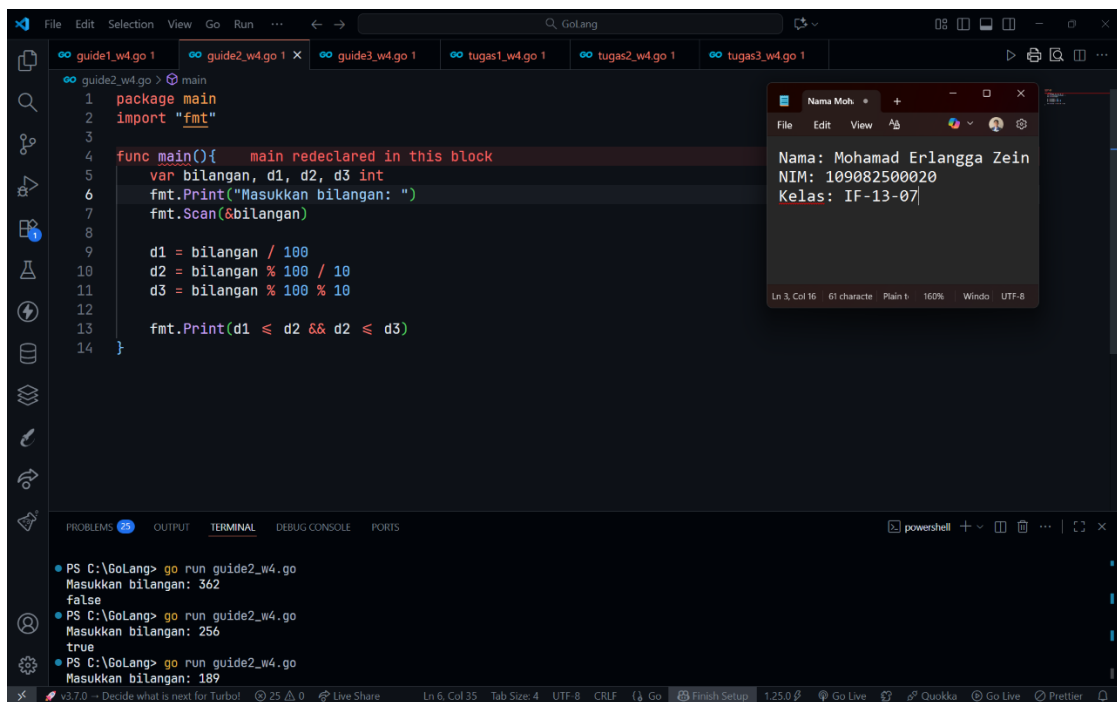 File Edit Selection View Go Run ··· GoLang
guide1_w4.go 1 guide2_w4.go 1 guide3_w4.go 1 tugas1_w4.go 1 tugas2_w4.go 1 tugas3_w4.go 1
guide2_w4.go > main
1 package main
2 import "fmt"
3
4 func main(){ main redeclared in this block
5 var bilangan, d1, d2, d3 int
6 fmt.Print("Masukkan bilangan: ")
7 fmt.Scan(&bilangan)
8
9 d1 = bilangan / 100
10 d2 = bilangan % 100 / 10
11 d3 = bilangan % 100 % 10
12
13 fmt.Print(d1 ⩽ d2 && d2 ⩽ d3)
14 }
Nama Moh
File Edit View
Nama: Mohamad Erlangga Zein
NIM: 109082500020
Kelas: IF-13-07
Ln 3, Col 16 61 characte Plain t 160% Windo UTF-8
PROBLEMS 25 OUTPUT TERMINAL DEBUG CONSOLE PORTS powershell
PS C:\GoLang> go run guide2_w4.go
Masukkan bilangan: 362
false
PS C:\GoLang> go run guide2_w4.go
Masukkan bilangan: 256
true
PS C:\GoLang> go run guide2_w4.go
Masukkan bilangan: 189
v3.7.0 → Decide what is next for Turbo! 25 0 Live Share Ln 6, Col 35 Tab Size: 4 UTF-8 CRLF Go Finish Setup 1.25.0 Go Live Quokka Go Live Prettier